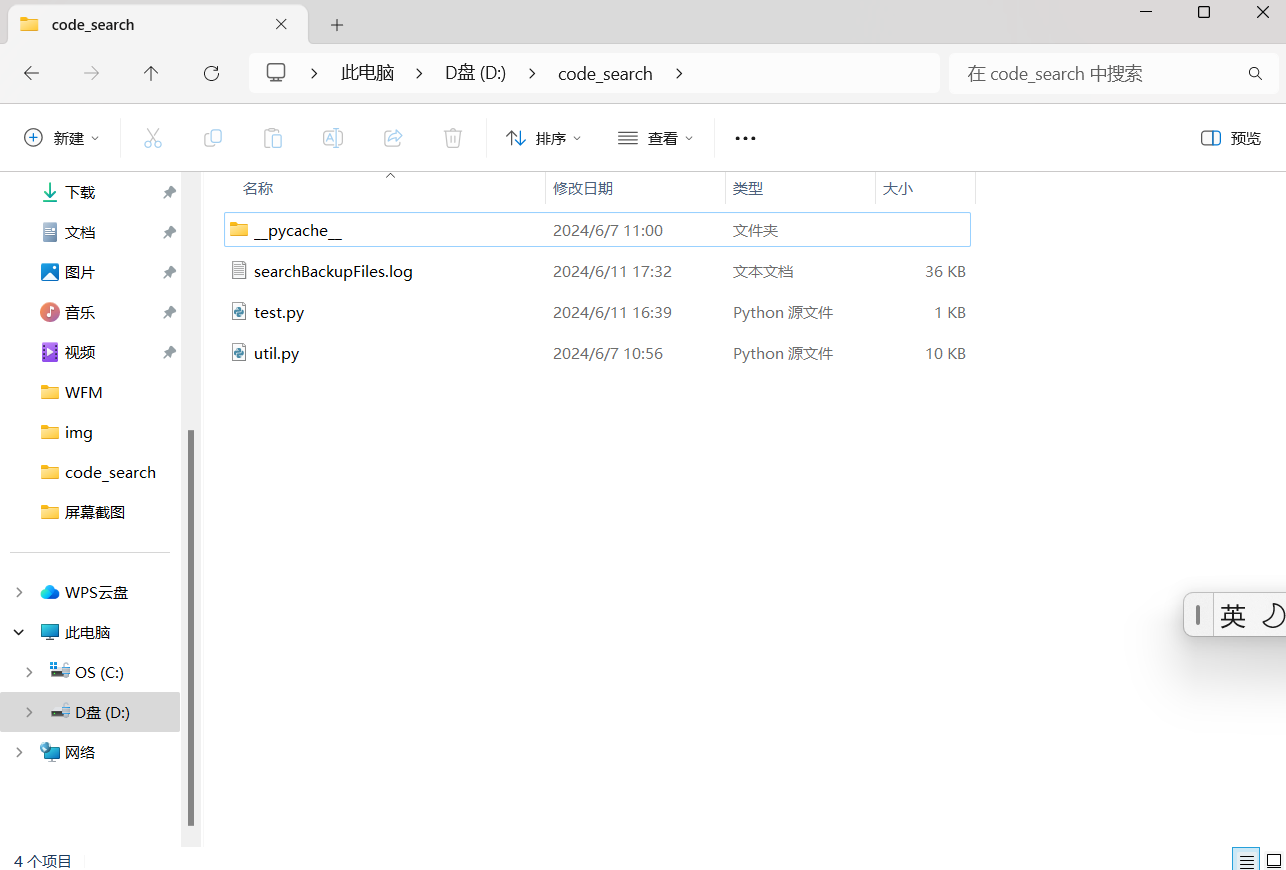 code_search
此电脑 D盘 (D:) code_search 在 code_search 中搜索
新建 排序 查看 预览
名称 修改日期 类型 大小
__pycache__ 2024/6/7 11:00 文件夹
searchBackupFiles.log 2024/6/11 17:32 文本文档 36 KB
test.py 2024/6/11 16:39 Python 源文件 1 KB
util.py 2024/6/7 10:56 Python 源文件 10 KB
下载
文档
图片
音乐
视频
WFM
img
code_search
屏幕截图
WPS云盘
此电脑
OS (C:)
D盘 (D:)
网络
英
4 个项目